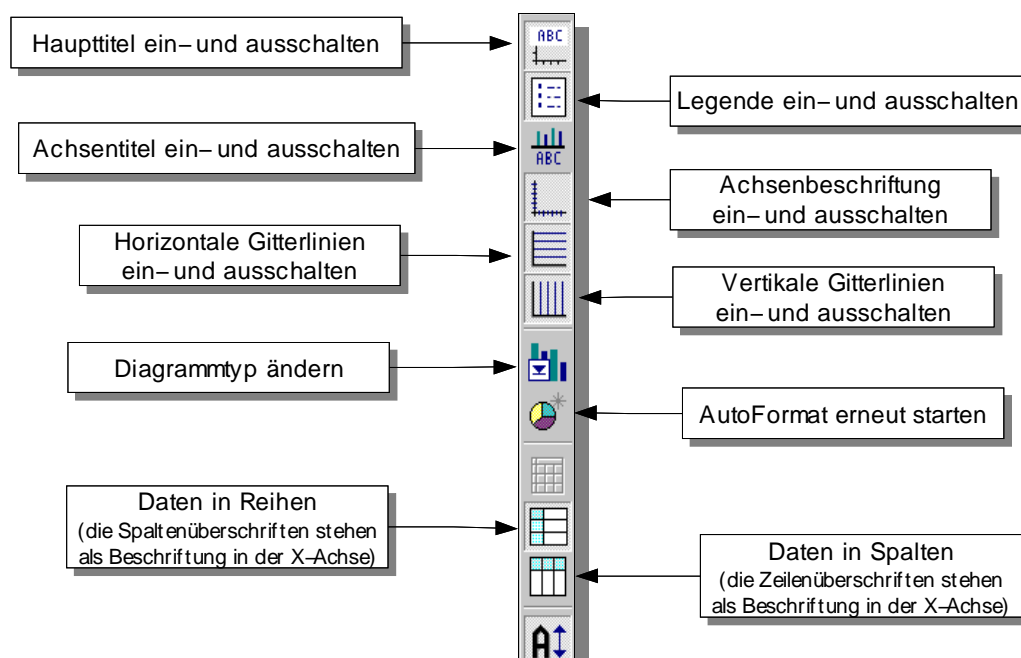 ABC
Haupttitel ein–und ausschalten
Legende ein–und ausschalten
Achsentitel ein–und ausschalten
ABC
Achsenbeschriftung
ein–und ausschalten
Horizontale Gitterlinien
ein–und ausschalten
Vertikale Gitterlinien
ein–und ausschalten
Diagrammtyp ändern
AutoFormat erneut starten
Daten in Reihen
(die Spaltenüberschriften stehen
als Beschriftung in der X–Achse)
Daten in Spalten
(die Zeilenüberschriften stehen
als Beschriftung in der X–Achse)
A